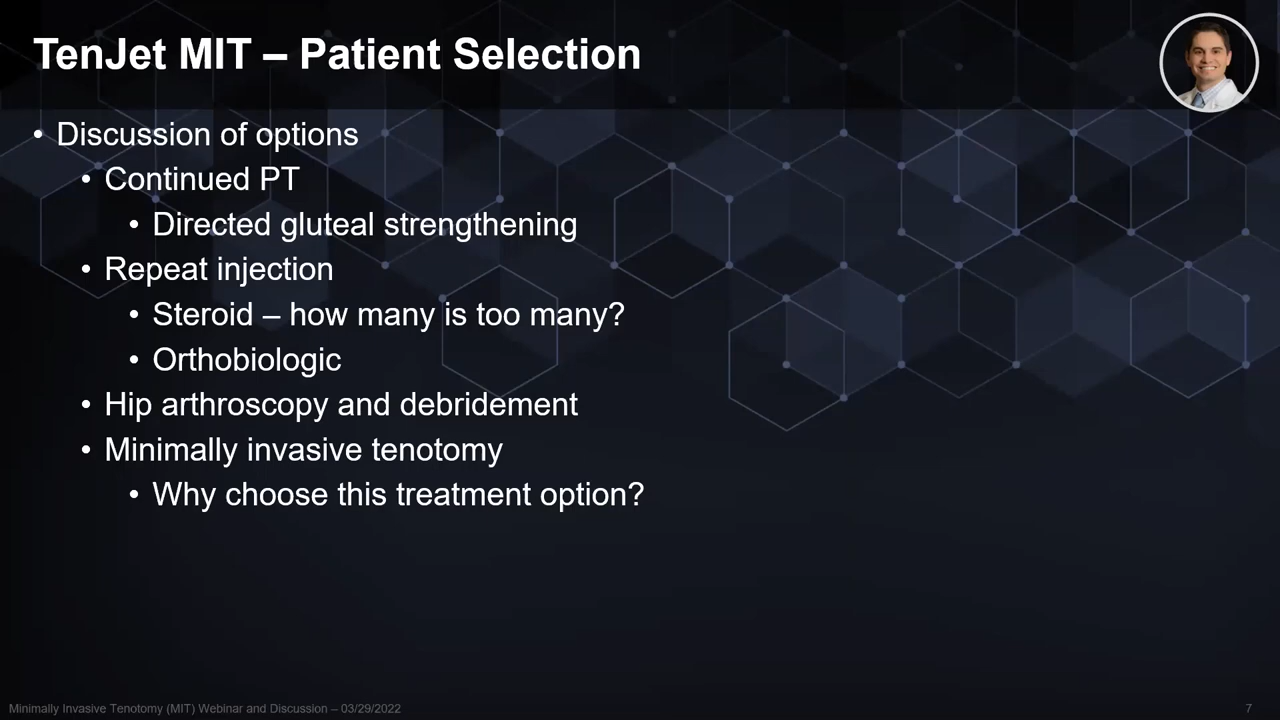 TenJet MIT – Patient Selection
• Discussion of options
• Continued PT
• Directed gluteal strengthening
• Repeat injection
• Steroid – how many is too many?
• Orthobiologic
• Hip arthroscopy and debridement
• Minimally invasive tenotomy
• Why choose this treatment option?
Minimally Invasive Tenotomy (MIT) Webinar and Discussion – 03/29/2022
7